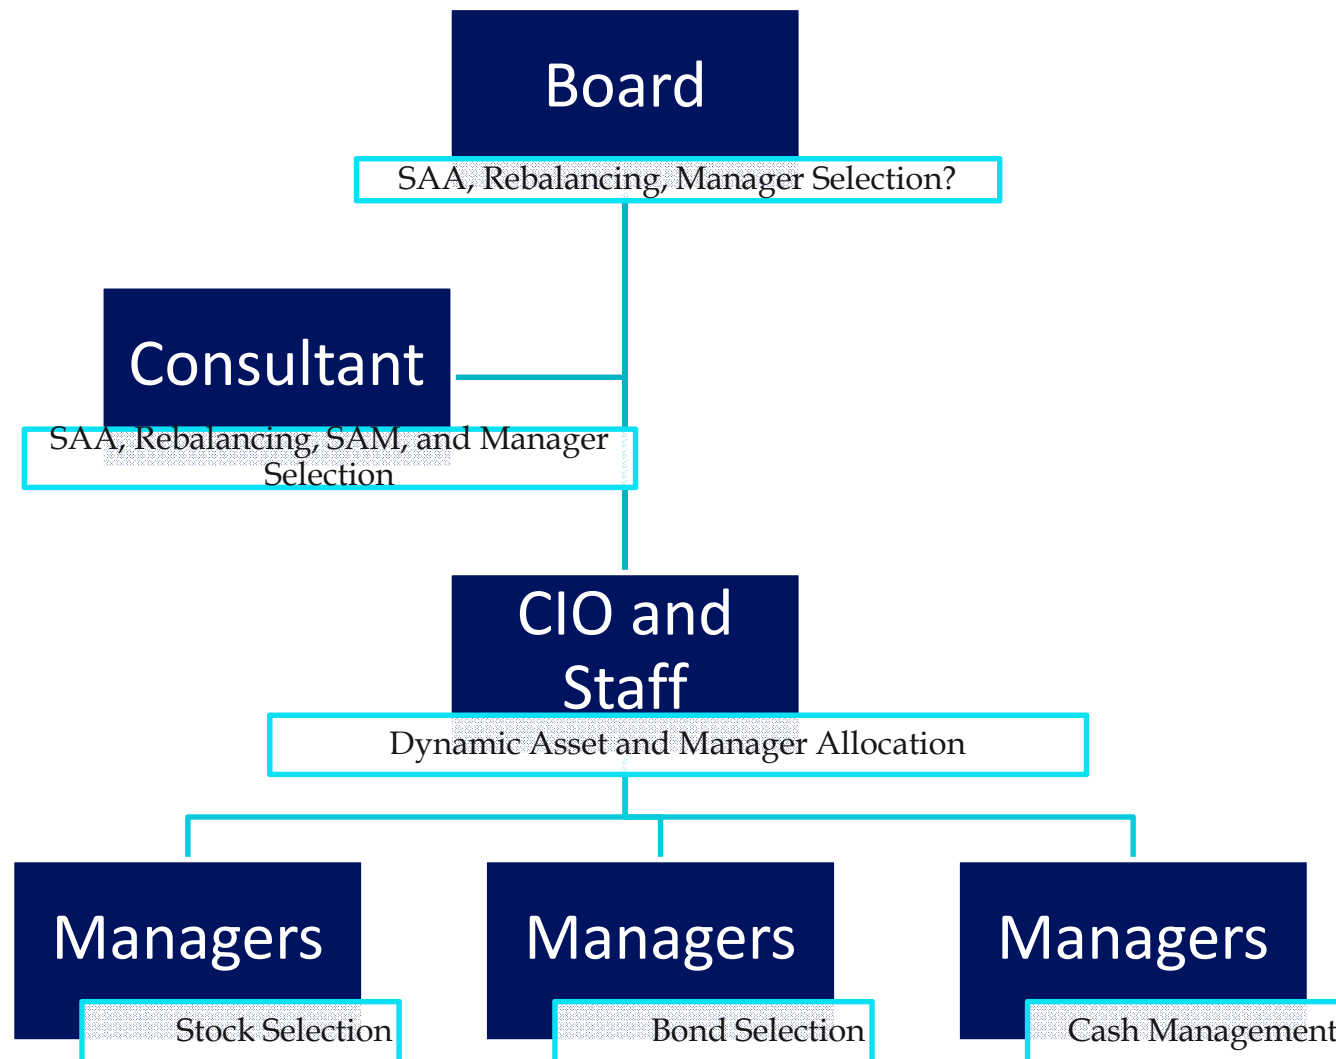 Board
SAA, Rebalancing, Manager Selection?
Consultant
SAA, Rebalancing, SAM, and Manager
Selection
CIO and
Staff
Dynamic Asset and Manager Allocation
Managers
Managers
Managers
Stock Selection
Bond Selection
Cash Management